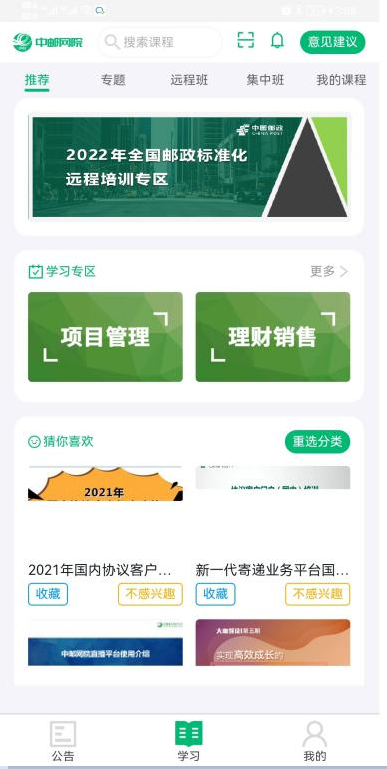 中邮网院
搜索课程
意见建议
推荐
专题
远程班
集中班
我的课程
中国邮政
CHINA POST
2022年全国邮政标准化
远程培训专区
学习专区
更多
项目管理
理财销售
猜你喜欢
重选分类
2021年
2021年国内协议客户...
新一代寄递业务平台国...
收藏
不感兴趣
收藏
不感兴趣
中邮网院直播平台使用介绍
实现高效成长的
公告
学习
我的